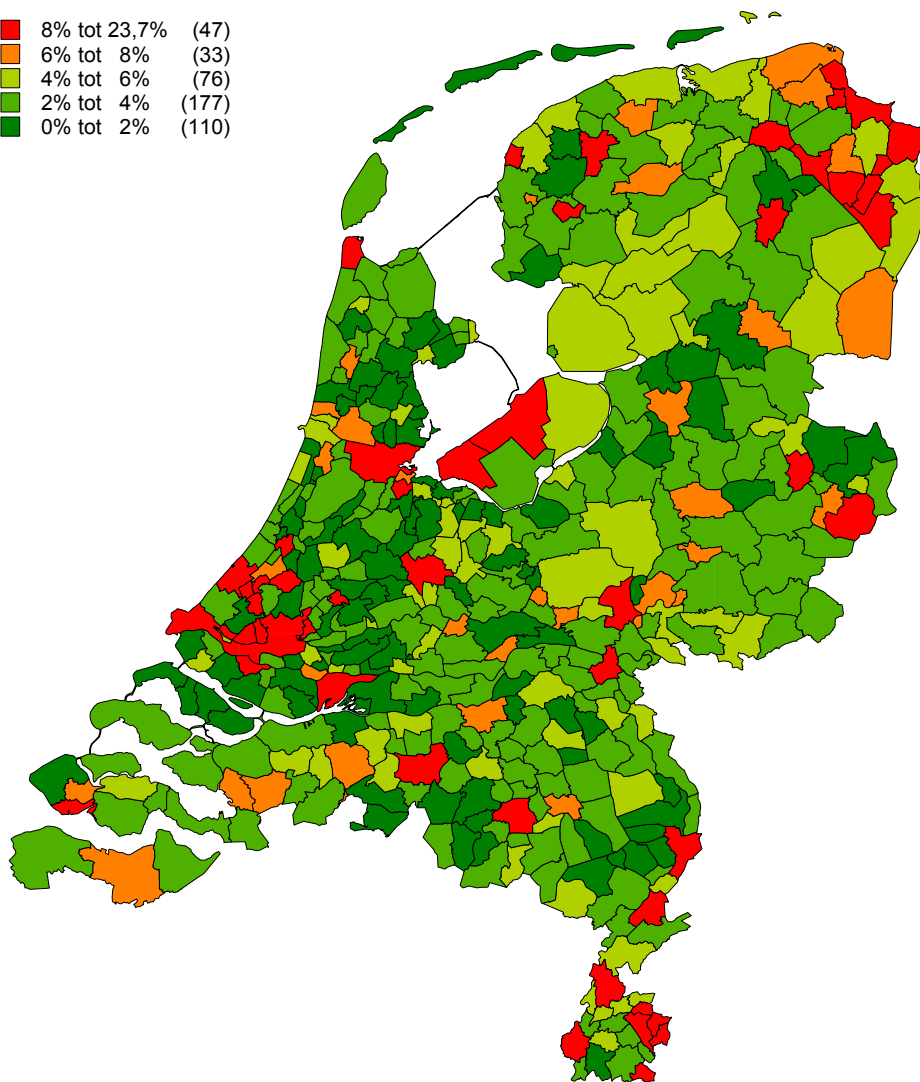 8% tot 23,7% (47)
6% tot 8% (33)
4% tot 6% (76)
2% tot 4% (177)
0% tot 2% (110)